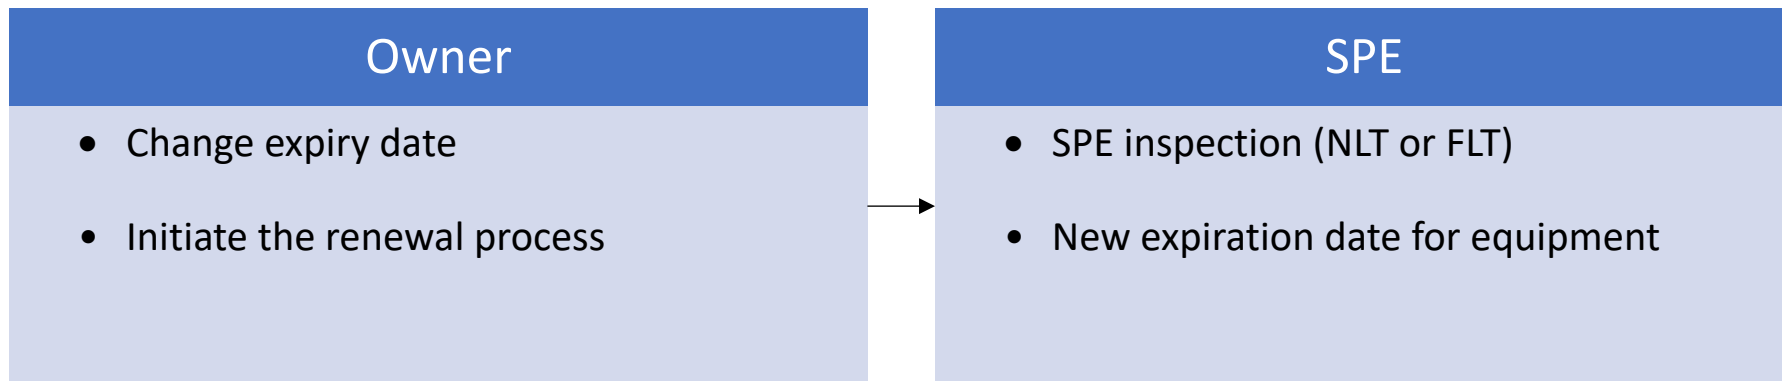 Owner
• Change expiry date
• Initiate the renewal process
SPE
• SPE inspection (NLT or FLT)
• New expiration date for equipment